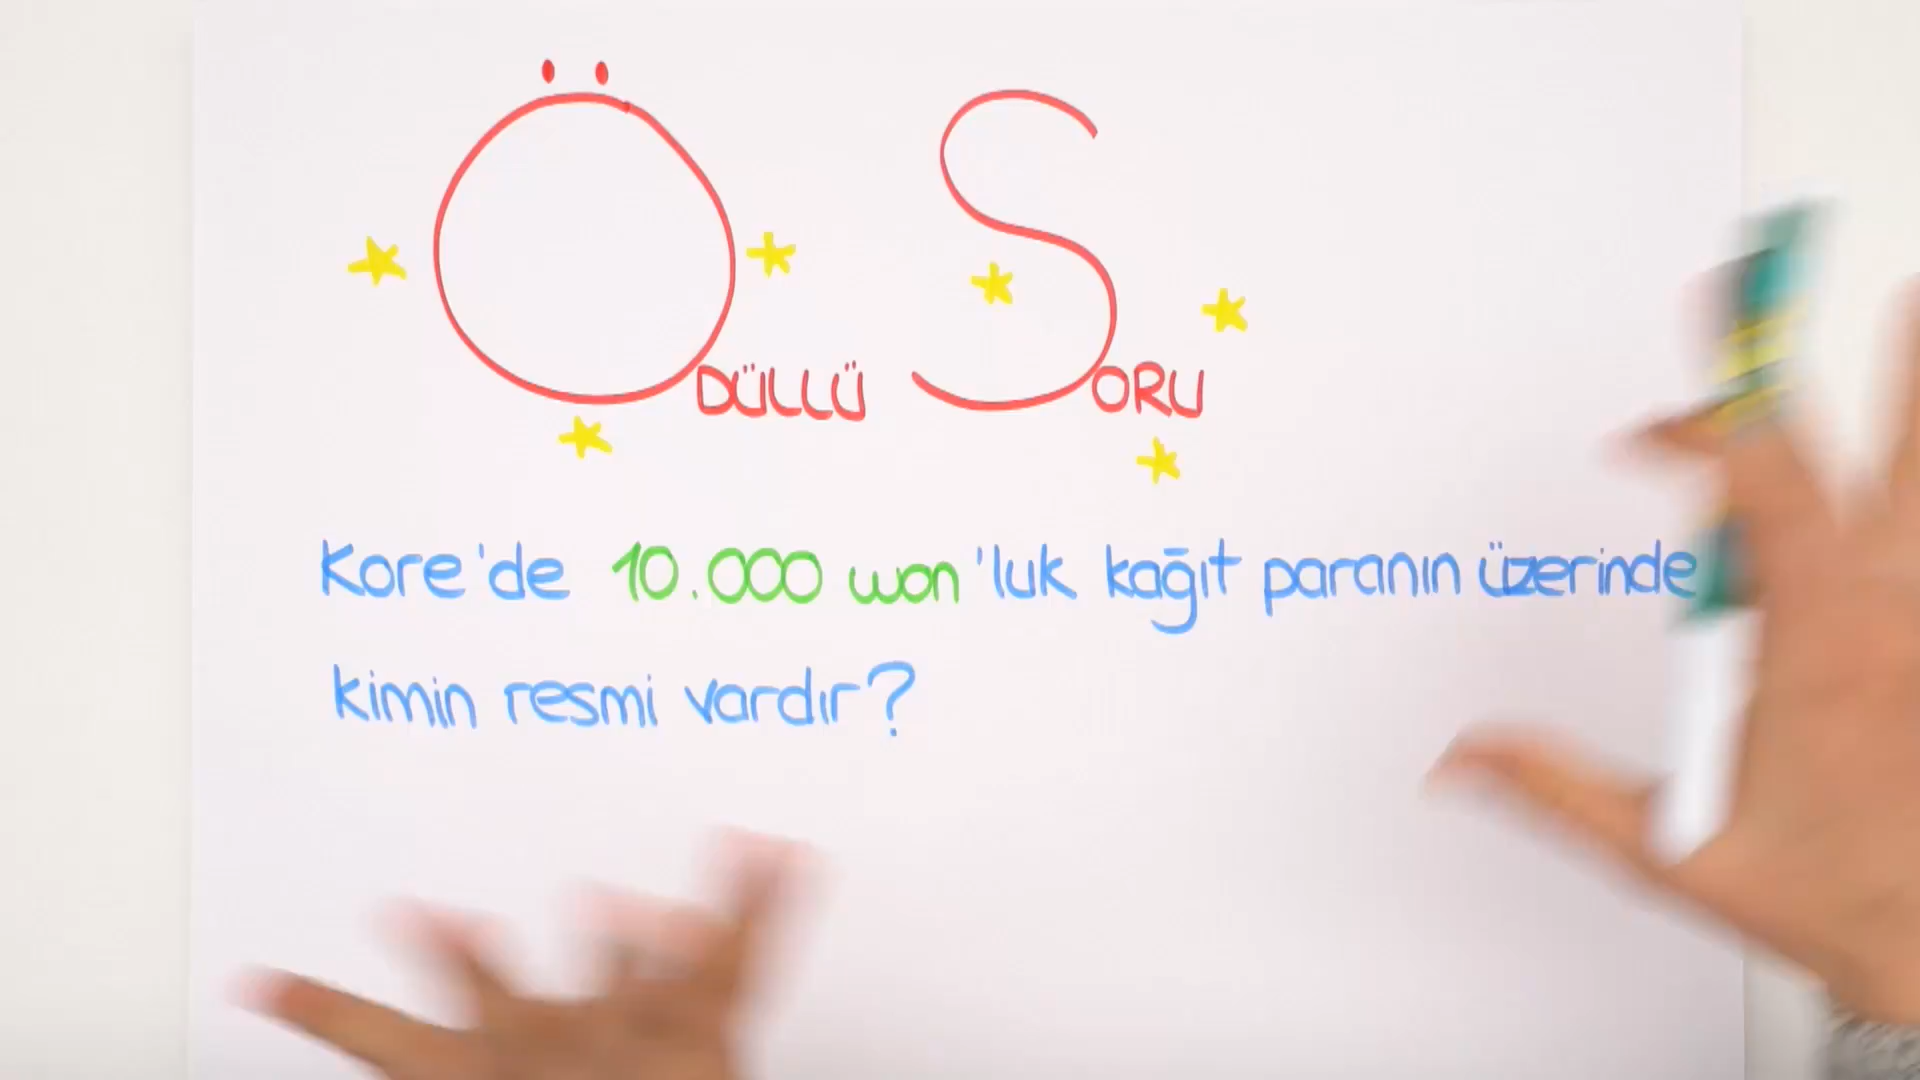 ÖDÜLLÜ SORU
Kore'de 10.000 won'luk kağıt paranın üzerinde
kimin resmi vardır?